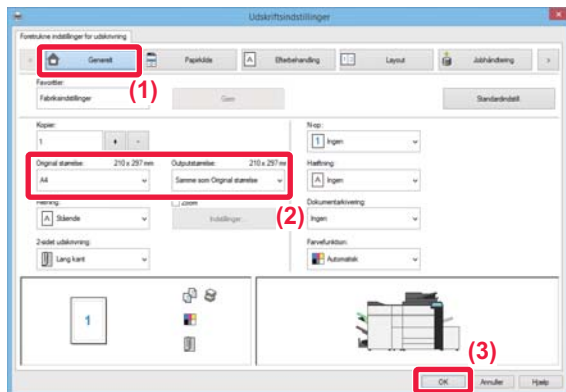 Udskriftsindstillinger
Foretrukne indstillinger for udskrivning
Generelt
Papirkilde
Efterbehandling
Layout
Jobhåndtering
(1)
Favoritter:
Fabriksindstillinger
Gem
Standardindstill.
Kopier:
1
+
-
N-op:
1 Ingen
Original størrelse: 210 x 297 mm
Outputstørrelse: 210 x 297 mm
Hæftning:
A4
Samme som Original størrelse
A Ingen
(2)
Retning:
Zoom
Dokumentarkivering:
A Stående
Indstillinger...
Ingen
2-sidet udskrivning:
Farvefunktion:
Lang kant
Automatisk
1
(3)
OK
Annuller
Hjælp